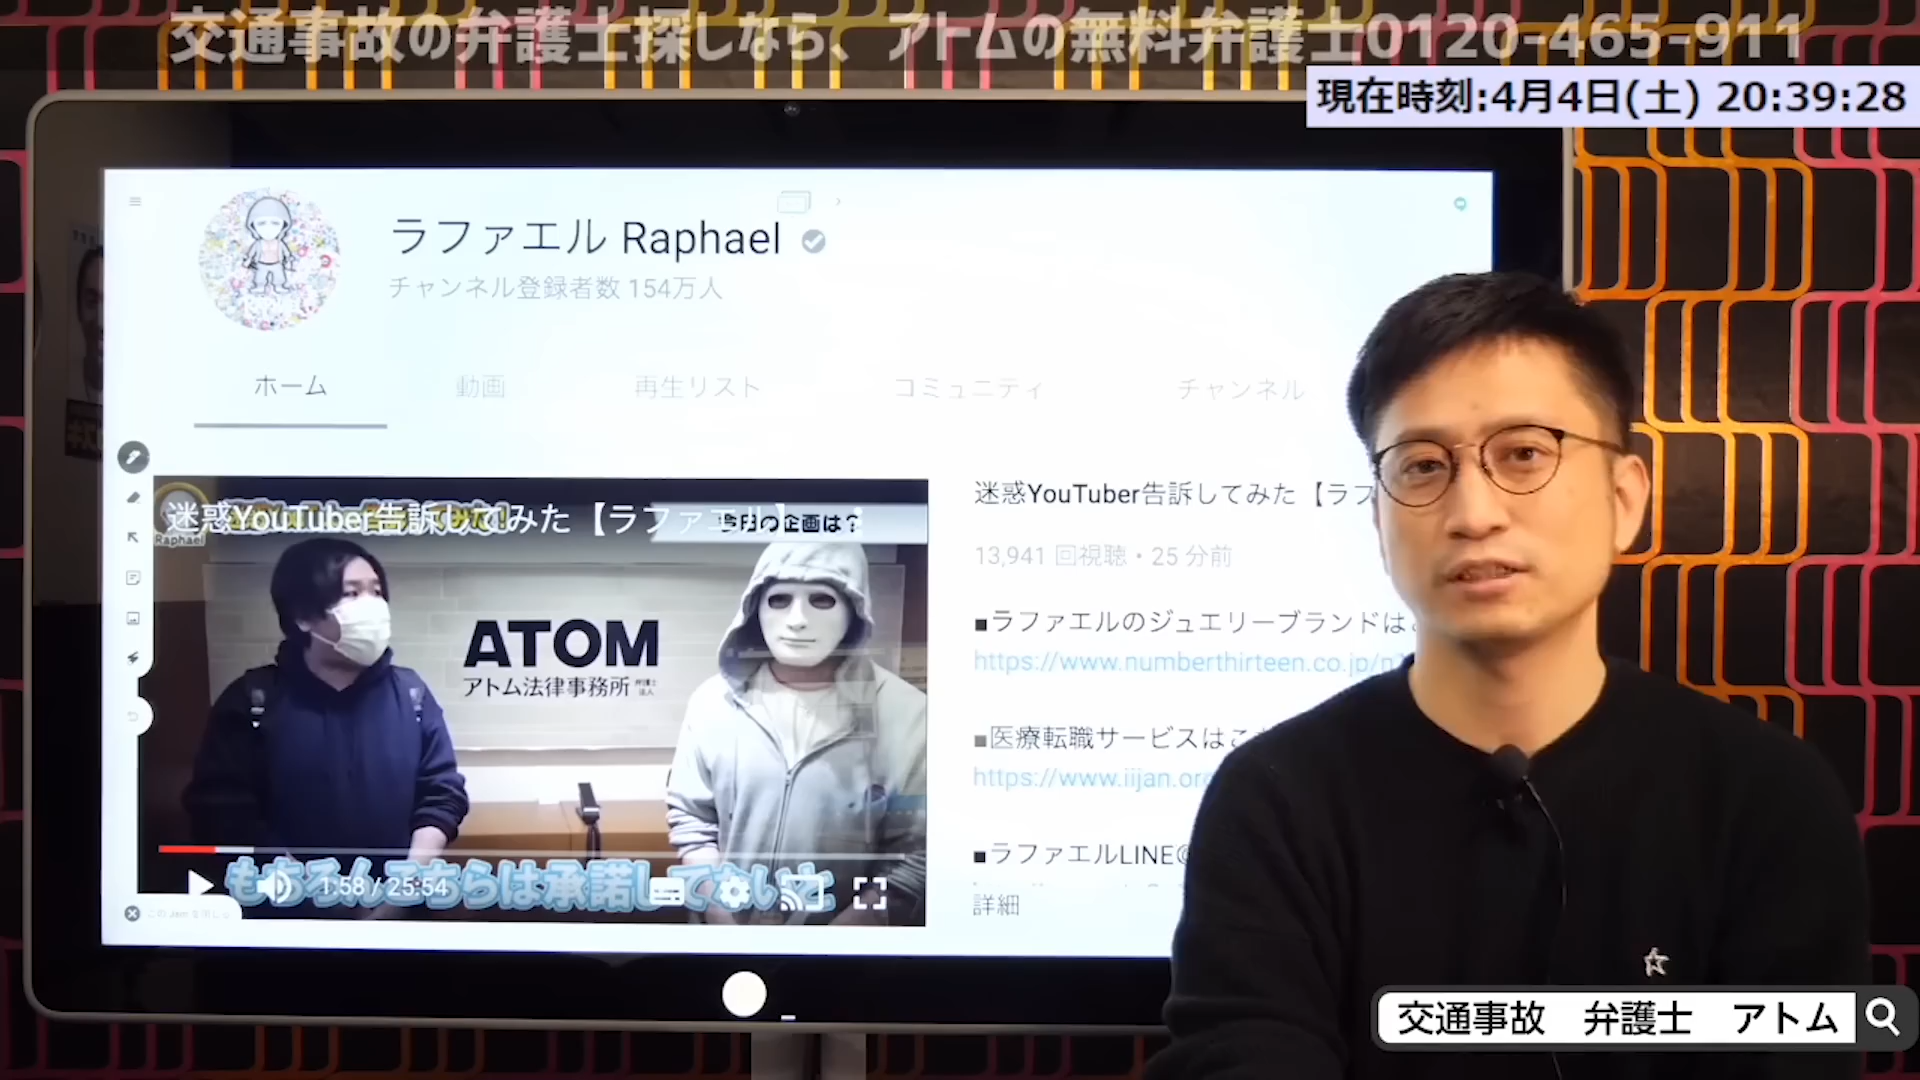 交通事故の弁護士探しなら、アトムの無料弁護士0120-465-911
現在時刻:4月4日(土) 20:39:28
ラファエル Raphael
チャンネル登録者数 154万人
ホーム
動画
再生リスト
コミュニティ
チャンネル
迷惑YouTuber告訴してみた【ラファエル】
今日の企画は?
Raphael
ATOM
アトム法律事務所 弁護士法人
もちろんこちらは承諾してないと
1:58 / 25:54
迷惑YouTuber告訴してみた【ラフ
13,941 回視聴・25 分前
■ラファエルのジュエリーブランドは
https://www.numberthirteen.co.jp/n
■医療転職サービスはこ
https://www.iijan.or
■ラファエルLINE@
詳細
交通事故 弁護士 アトム